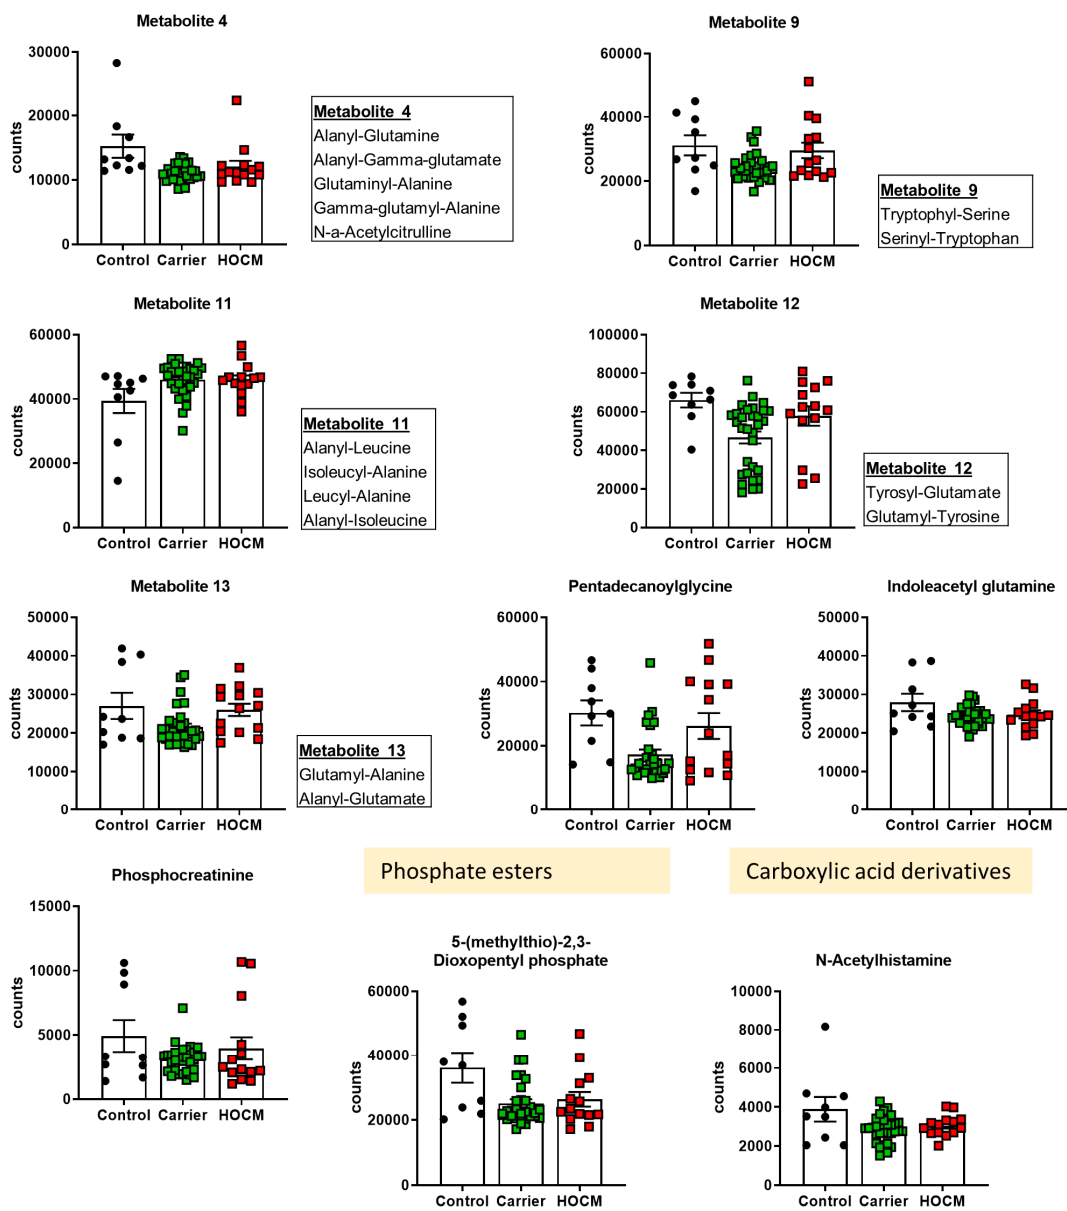 Metabolite 4
30000
20000
10000
0
counts
Control Carrier HOCM
Metabolite 4
Alanyl-Glutamine
Alanyl-Gamma-glutamate
Glutaminyl-Alanine
Gamma-glutamyl-Alanine
N-a-Acetylcitrulline
Metabolite 9
60000
40000
20000
0
counts
Control Carrier HOCM
Metabolite 9
Tryptophyl-Serine
Serinyl-Tryptophan
Metabolite 11
60000
40000
20000
0
counts
Control Carrier HOCM
Metabolite 11
Alanyl-Leucine
Isoleucyl-Alanine
Leucyl-Alanine
Alanyl-Isoleucine
Metabolite 12
100000
80000
60000
40000
20000
0
counts
Control Carrier HOCM
Metabolite 12
Tyrosyl-Glutamate
Glutamyl-Tyrosine
Metabolite 13
50000
40000
30000
20000
10000
0
counts
Control Carrier HOCM
Metabolite 13
Glutamyl-Alanine
Alanyl-Glutamate
Pentadecanoylglycine
60000
40000
20000
0
counts
Control Carrier HOCM
Indoleacetyl glutamine
50000
40000
30000
20000
10000
0
counts
Control Carrier HOCM
Phosphocreatinine
15000
10000
5000
0
counts
Control Carrier HOCM
Phosphate esters
5-(methylthio)-2,3-
Dioxopentyl phosphate
60000
40000
20000
0
counts
Control Carrier HOCM
Carboxylic acid derivatives
N-Acetylhistamine
10000
8000
6000
4000
2000
0
counts
Control Carrier HOCM